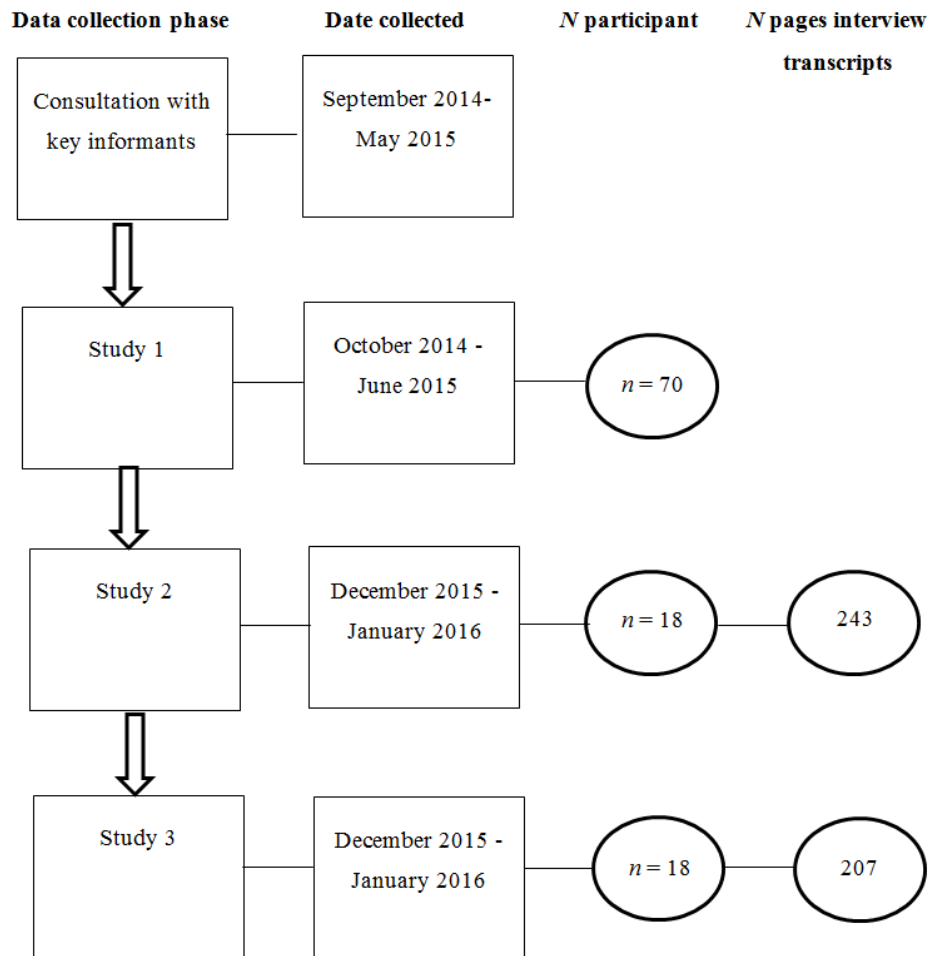 Data collection phase
Date collected
N participant
N pages interview
transcripts
Consultation with
key informants
September 2014-
May 2015
Study 1
October 2014 -
June 2015
n = 70
Study 2
December 2015 -
January 2016
n = 18
243
Study 3
December 2015 -
January 2016
n = 18
207